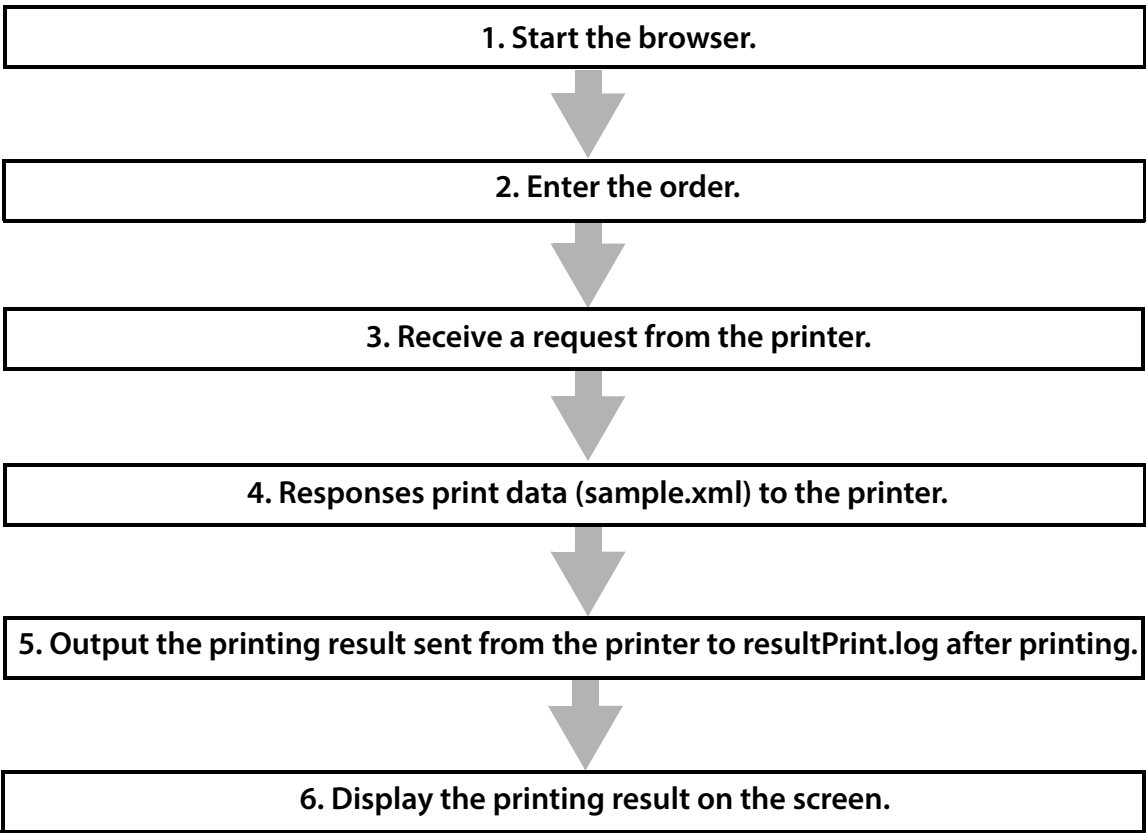 1. Start the browser.
2. Enter the order.
3. Receive a request from the printer.
4. Responses print data (sample.xml) to the printer.
5. Output the printing result sent from the printer to resultPrint.log after printing.
6. Display the printing result on the screen.